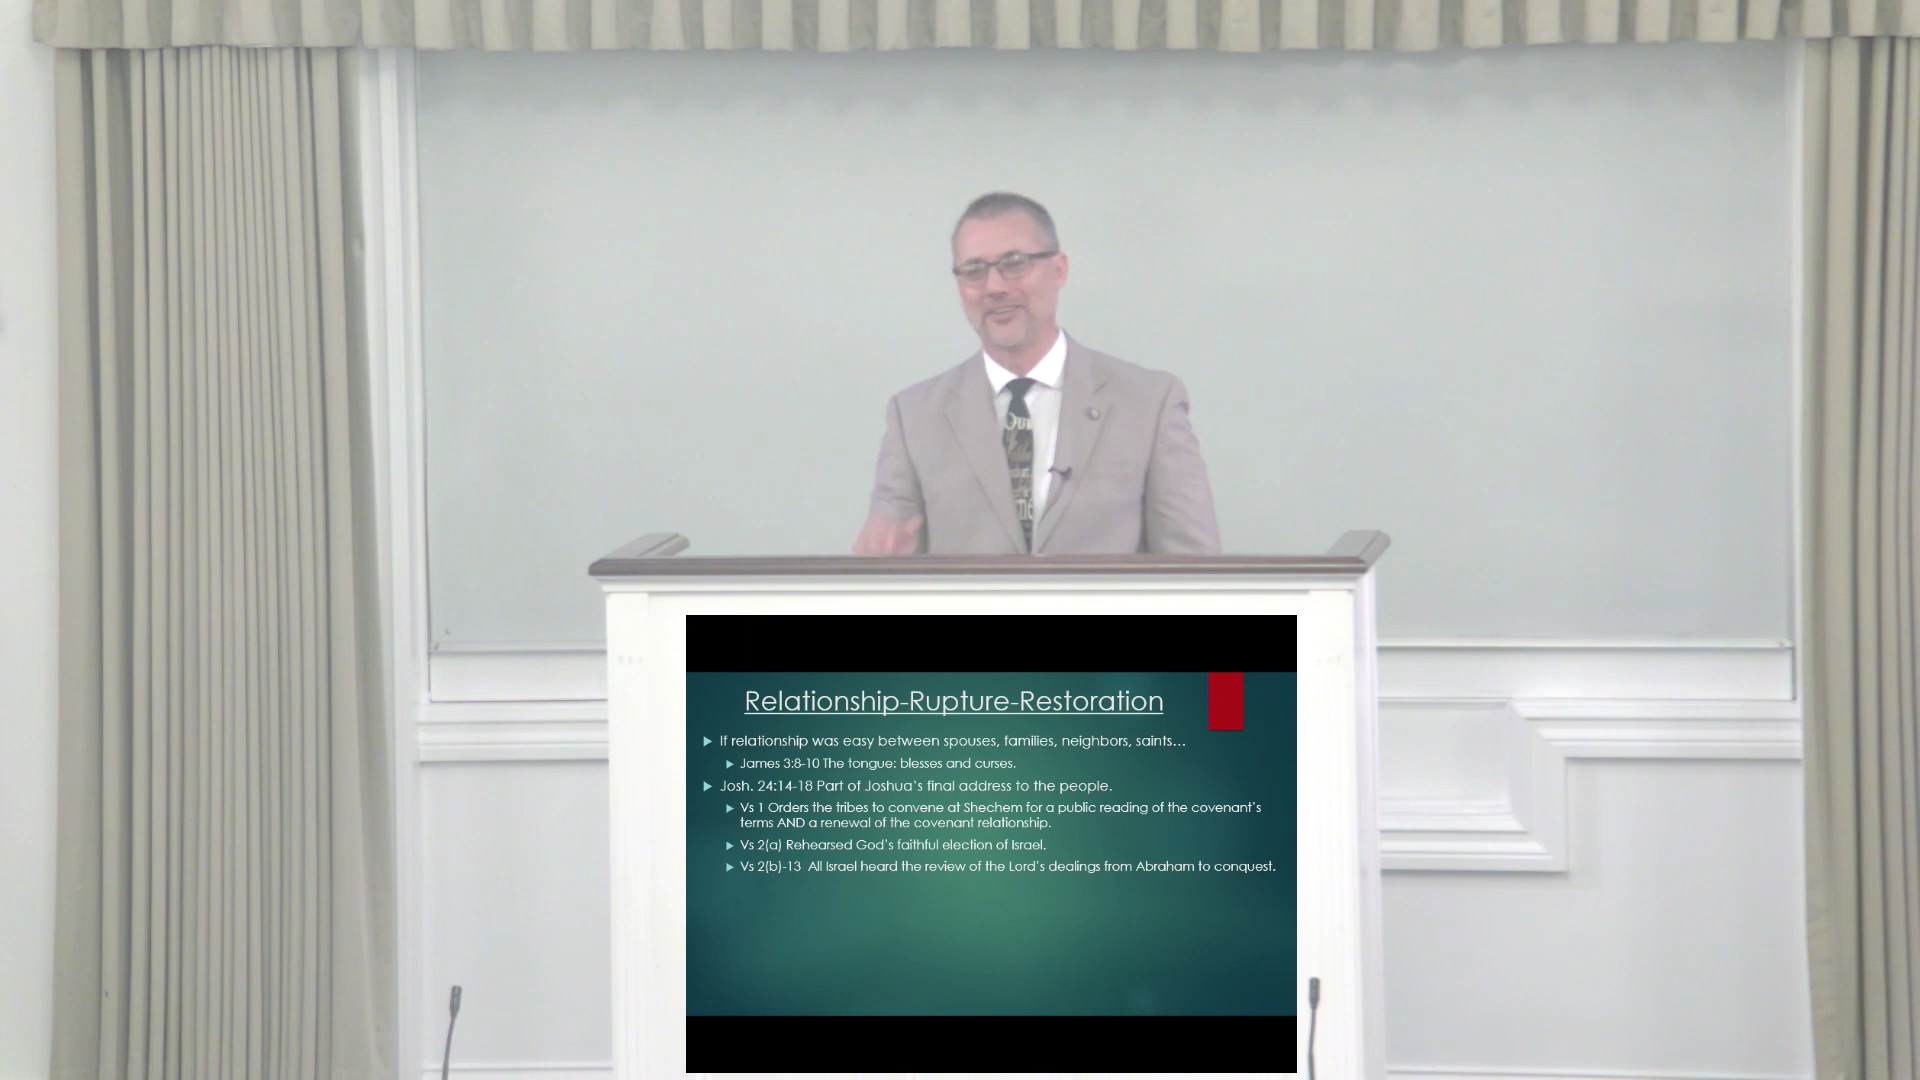 Our
Relationship-Rupture-Restoration
If relationship was easy between spouses, families, neighbors, saints…
James 3:8-10 The tongue: blesses and curses.
Josh. 24:14-18 Part of Joshua's final address to the people.
Vs 1 Orders the tribes to convene at Shechem for a public reading of the covenant's
terms AND a renewal of the covenant relationship.
Vs 2(a) Rehearsed God's faithful election of Israel.
Vs 2(b)-13 All Israel heard the review of the Lord's dealings from Abraham to conquest.